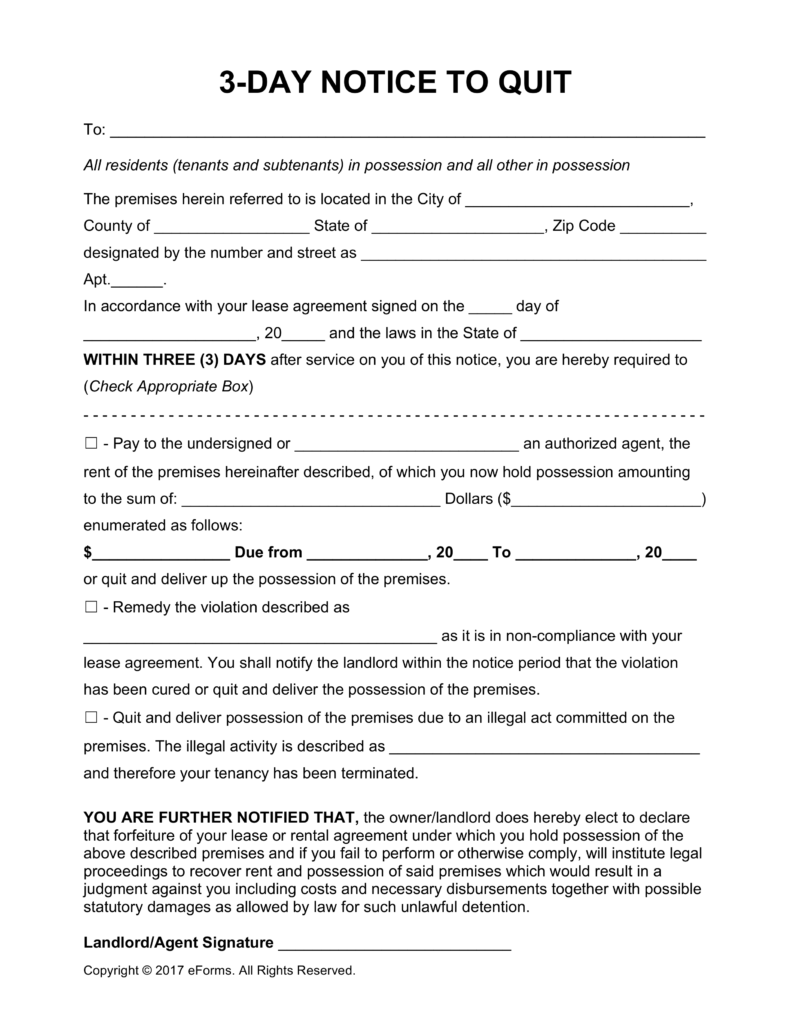 3-DAY NOTICE TO QUIT
To: ______________________________________________________________________
All residents (tenants and subtenants) in possession and all other in possession
The premises herein referred to is located in the City of __________________________,
County of __________________ State of ____________________, Zip Code __________
designated by the number and street as ________________________________________
Apt.______.
In accordance with your lease agreement signed on the _____ day of
____________________, 20_____ and the laws in the State of _____________________
WITHIN THREE (3) DAYS after service on you of this notice, you are hereby required to
(Check Appropriate Box)
- - - - - - - - - - - - - - - - - - - - - - - - - - - - - - - - - - - - - - - - - - - - - - - - - - - - - - - - - - - - - - - - - -
☐ - Pay to the undersigned or __________________________ an authorized agent, the
rent of the premises hereinafter described, of which you now hold possession amounting
to the sum of: ______________________________ Dollars ($______________________)
enumerated as follows:
$________________ Due from ______________, 20____ To ______________, 20____
or quit and deliver up the possession of the premises.
☐ - Remedy the violation described as
_________________________________________ as it is in non-compliance with your
lease agreement. You shall notify the landlord within the notice period that the violation
has been cured or quit and deliver the possession of the premises.
☐ - Quit and deliver possession of the premises due to an illegal act committed on the
premises. The illegal activity is described as ____________________________________
and therefore your tenancy has been terminated.
YOU ARE FURTHER NOTIFIED THAT, the owner/landlord does hereby elect to declare
that forfeiture of your lease or rental agreement under which you hold possession of the
above described premises and if you fail to perform or otherwise comply, will institute legal
proceedings to recover rent and possession of said premises which would result in a
judgment against you including costs and necessary disbursements together with possible
statutory damages as allowed by law for such unlawful detention.
Landlord/Agent Signature ___________________________
Copyright © 2017 eForms. All Rights Reserved.